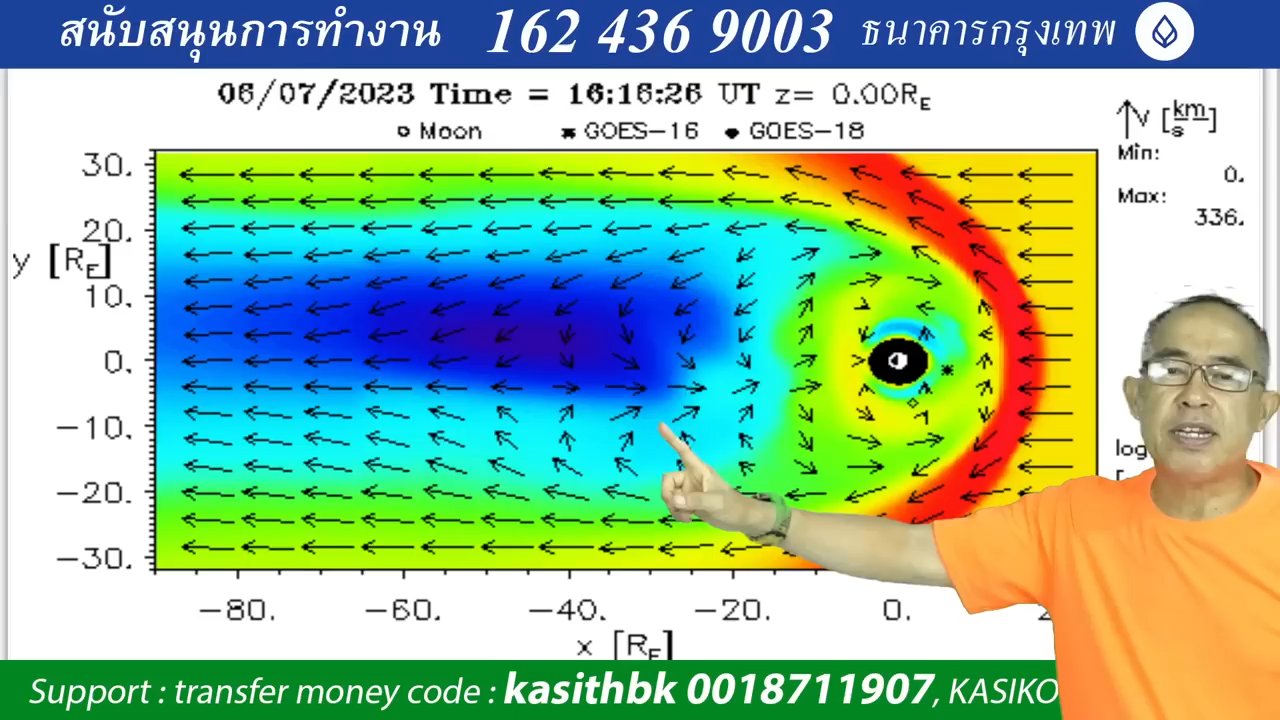 สนับสนุนการทำงาน 162 436 9003 ธนาคารกรุงเทพ
06/07/2023 Time = 16:16:26 UT z= 0.00RE
Moon GOES-16 GOES-18
V [km/s]
Min:
0.
Max:
336.
30.
20.
y [RE]
10.
0.
-10.
-20.
-30.
log
-80. -60. -40. -20. 0.
x [RE]
Support : transfer money code : kasithbk 0018711907, KASIKO